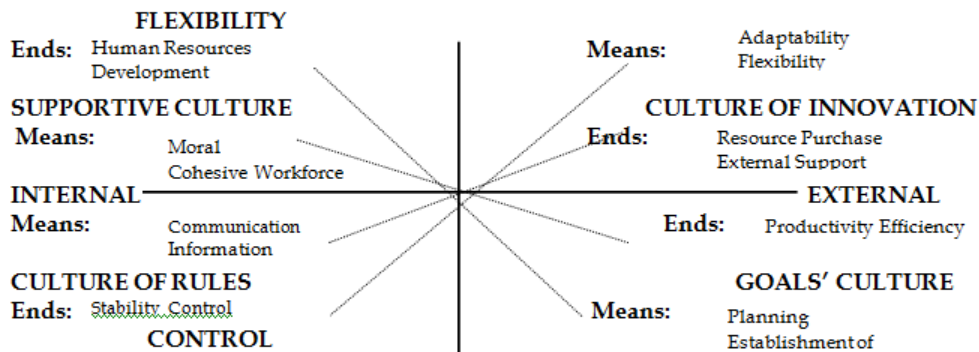 FLEXIBILITY
Ends: Human Resources
Development
Means: Adaptability
Flexibility
SUPPORTIVE CULTURE
Means: Moral
Cohesive Workforce
CULTURE OF INNOVATION
Ends: Resource Purchase
External Support
INTERNAL
EXTERNAL
Means: Communication
Information
Ends: Productivity Efficiency
CULTURE OF RULES
Ends: Stability Control
GOALS' CULTURE
Means: Planning
Establishment of
CONTROL